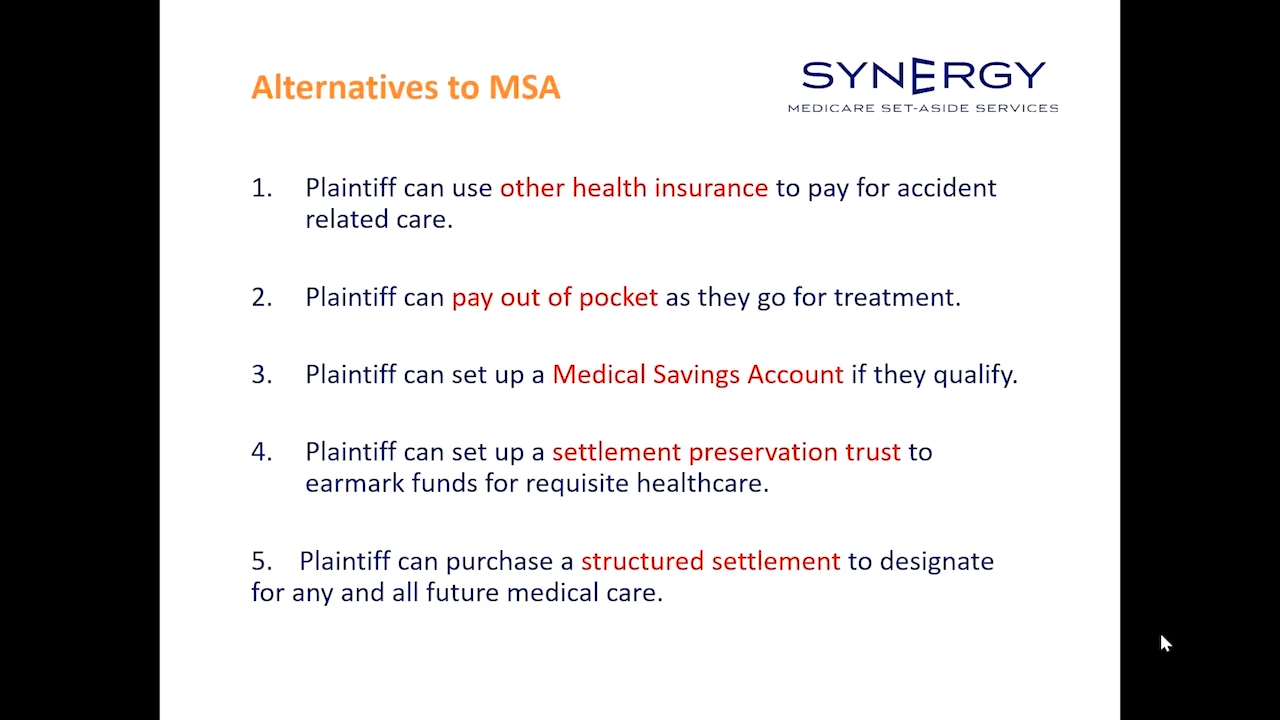 Alternatives to MSA
SYNERGY
MEDICARE SET-ASIDE SERVICES
1. Plaintiff can use other health insurance to pay for accident
related care.
2. Plaintiff can pay out of pocket as they go for treatment.
3. Plaintiff can set up a Medical Savings Account if they qualify.
4. Plaintiff can set up a settlement preservation trust to
earmark funds for requisite healthcare.
5. Plaintiff can purchase a structured settlement to designate
for any and all future medical care.